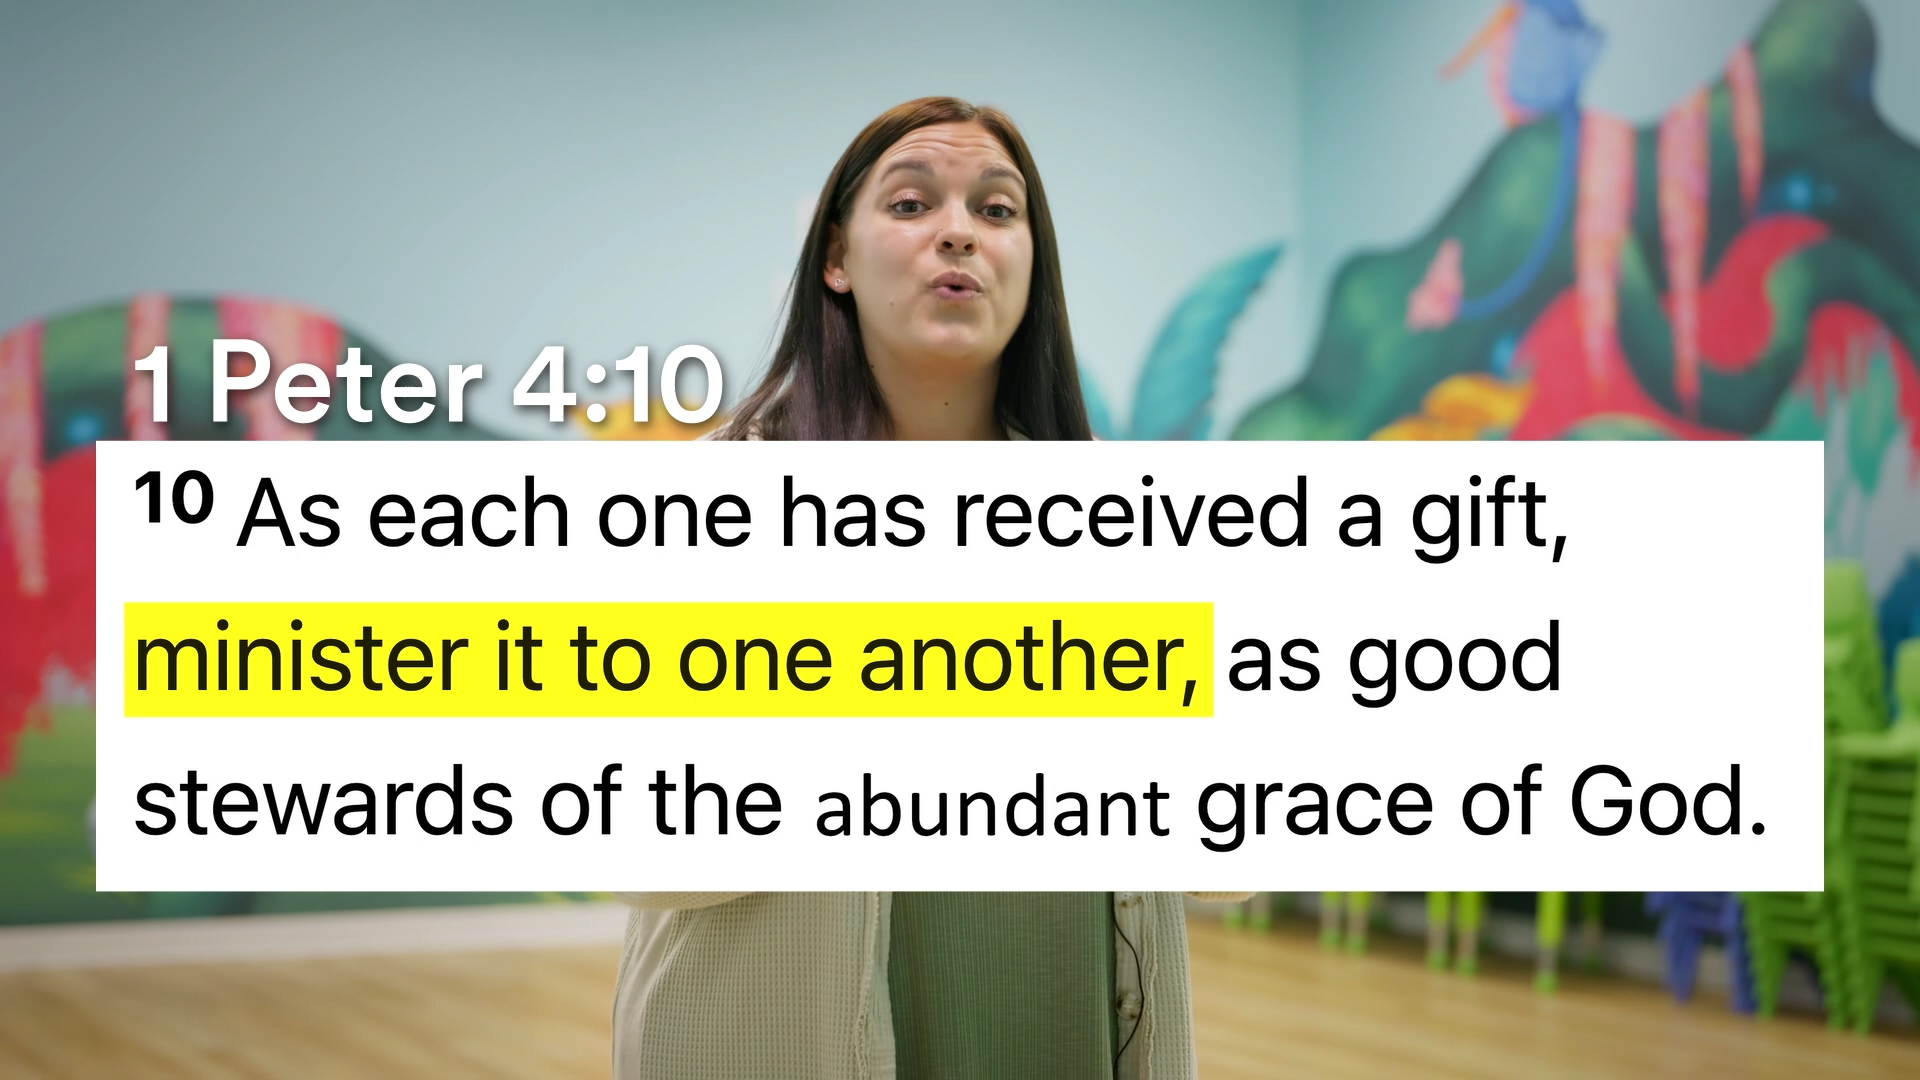 1 Peter 4:10
10 As each one has received a gift,
minister it to one another, as good
stewards of the abundant grace of God.